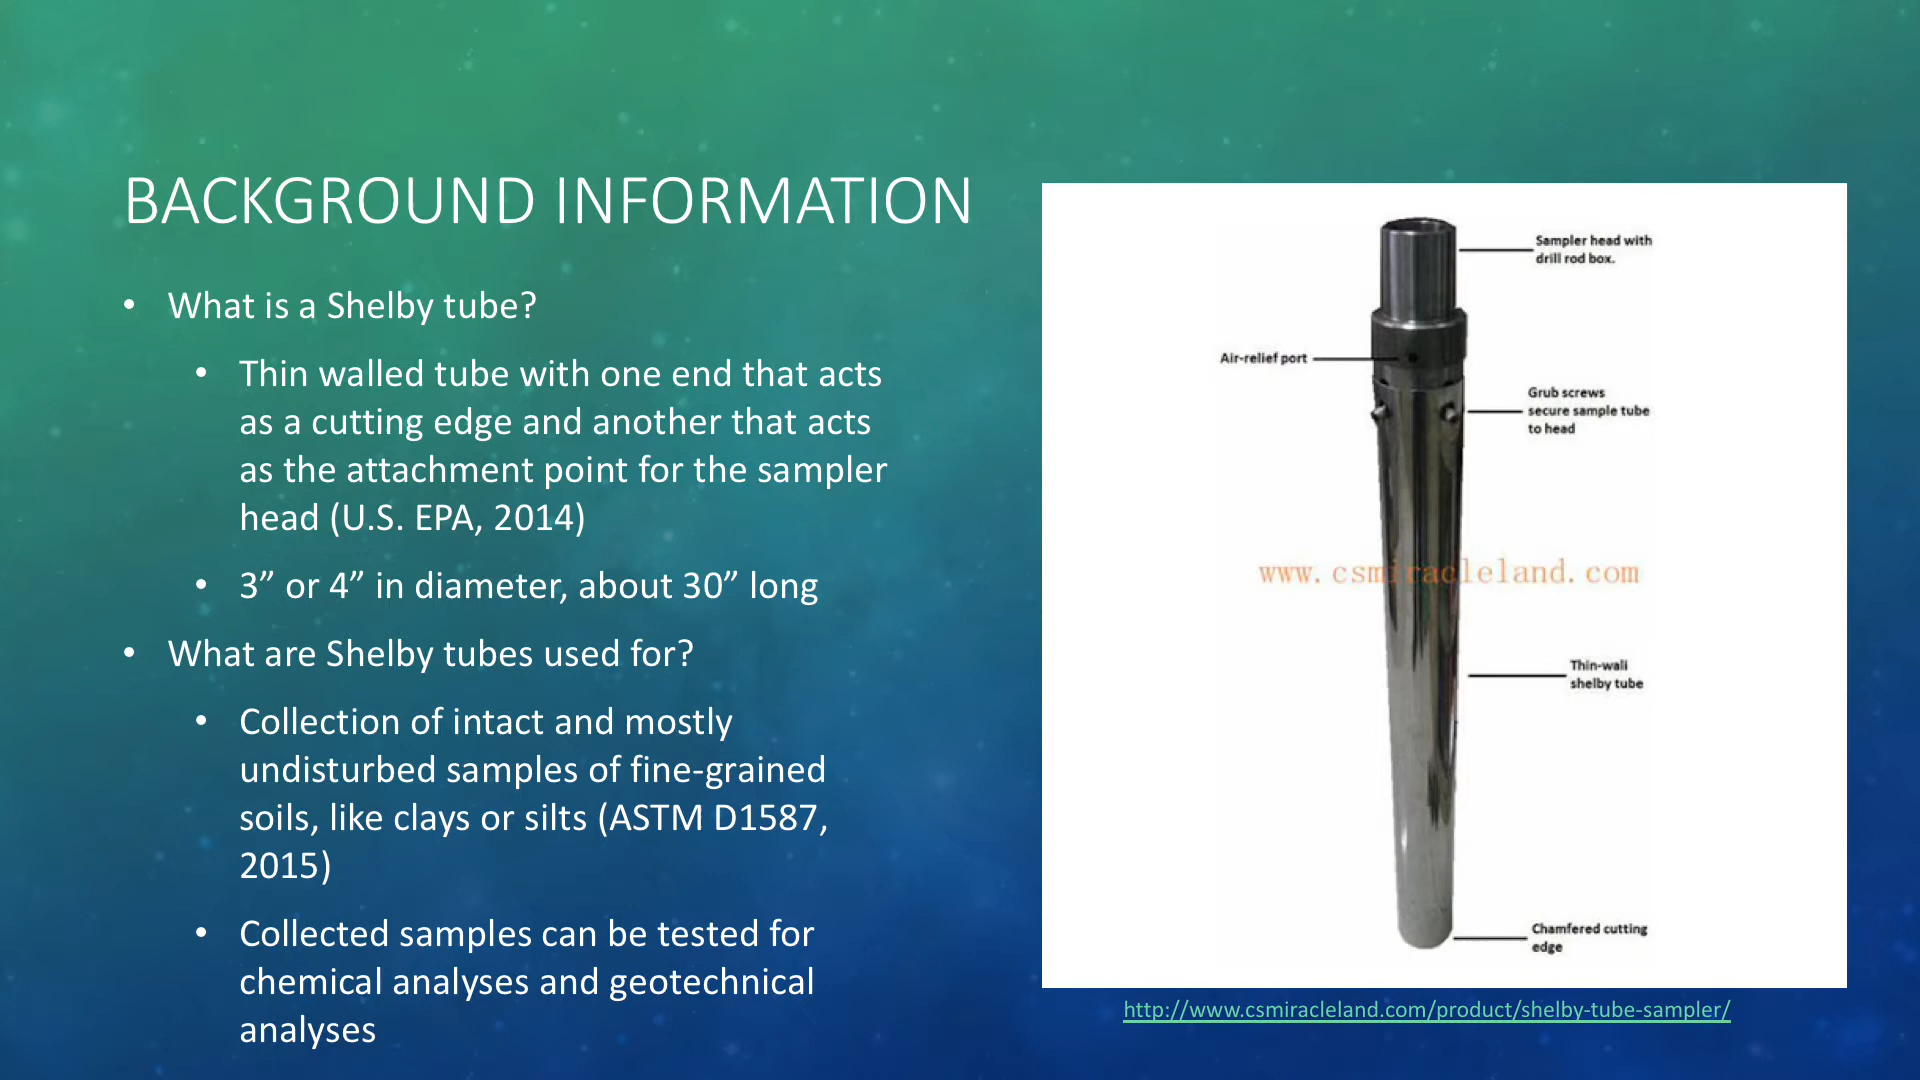 BACKGROUND INFORMATION
• What is a Shelby tube?
• Thin walled tube with one end that acts
as a cutting edge and another that acts
as the attachment point for the sampler
head (U.S. EPA, 2014)
• 3” or 4” in diameter, about 30” long
• What are Shelby tubes used for?
• Collection of intact and mostly
undisturbed samples of fine-grained
soils, like clays or silts (ASTM D1587,
2015)
• Collected samples can be tested for
chemical analyses and geotechnical
analyses
Sampler head with
drill rod box.
Air-relief port
Grub screws
secure sample tube
to head
www.csmiracleland.com
Thin-wall
shelby tube
Chamfered cutting
edge
http://www.csmiracleland.com/product/shelby-tube-sampler/